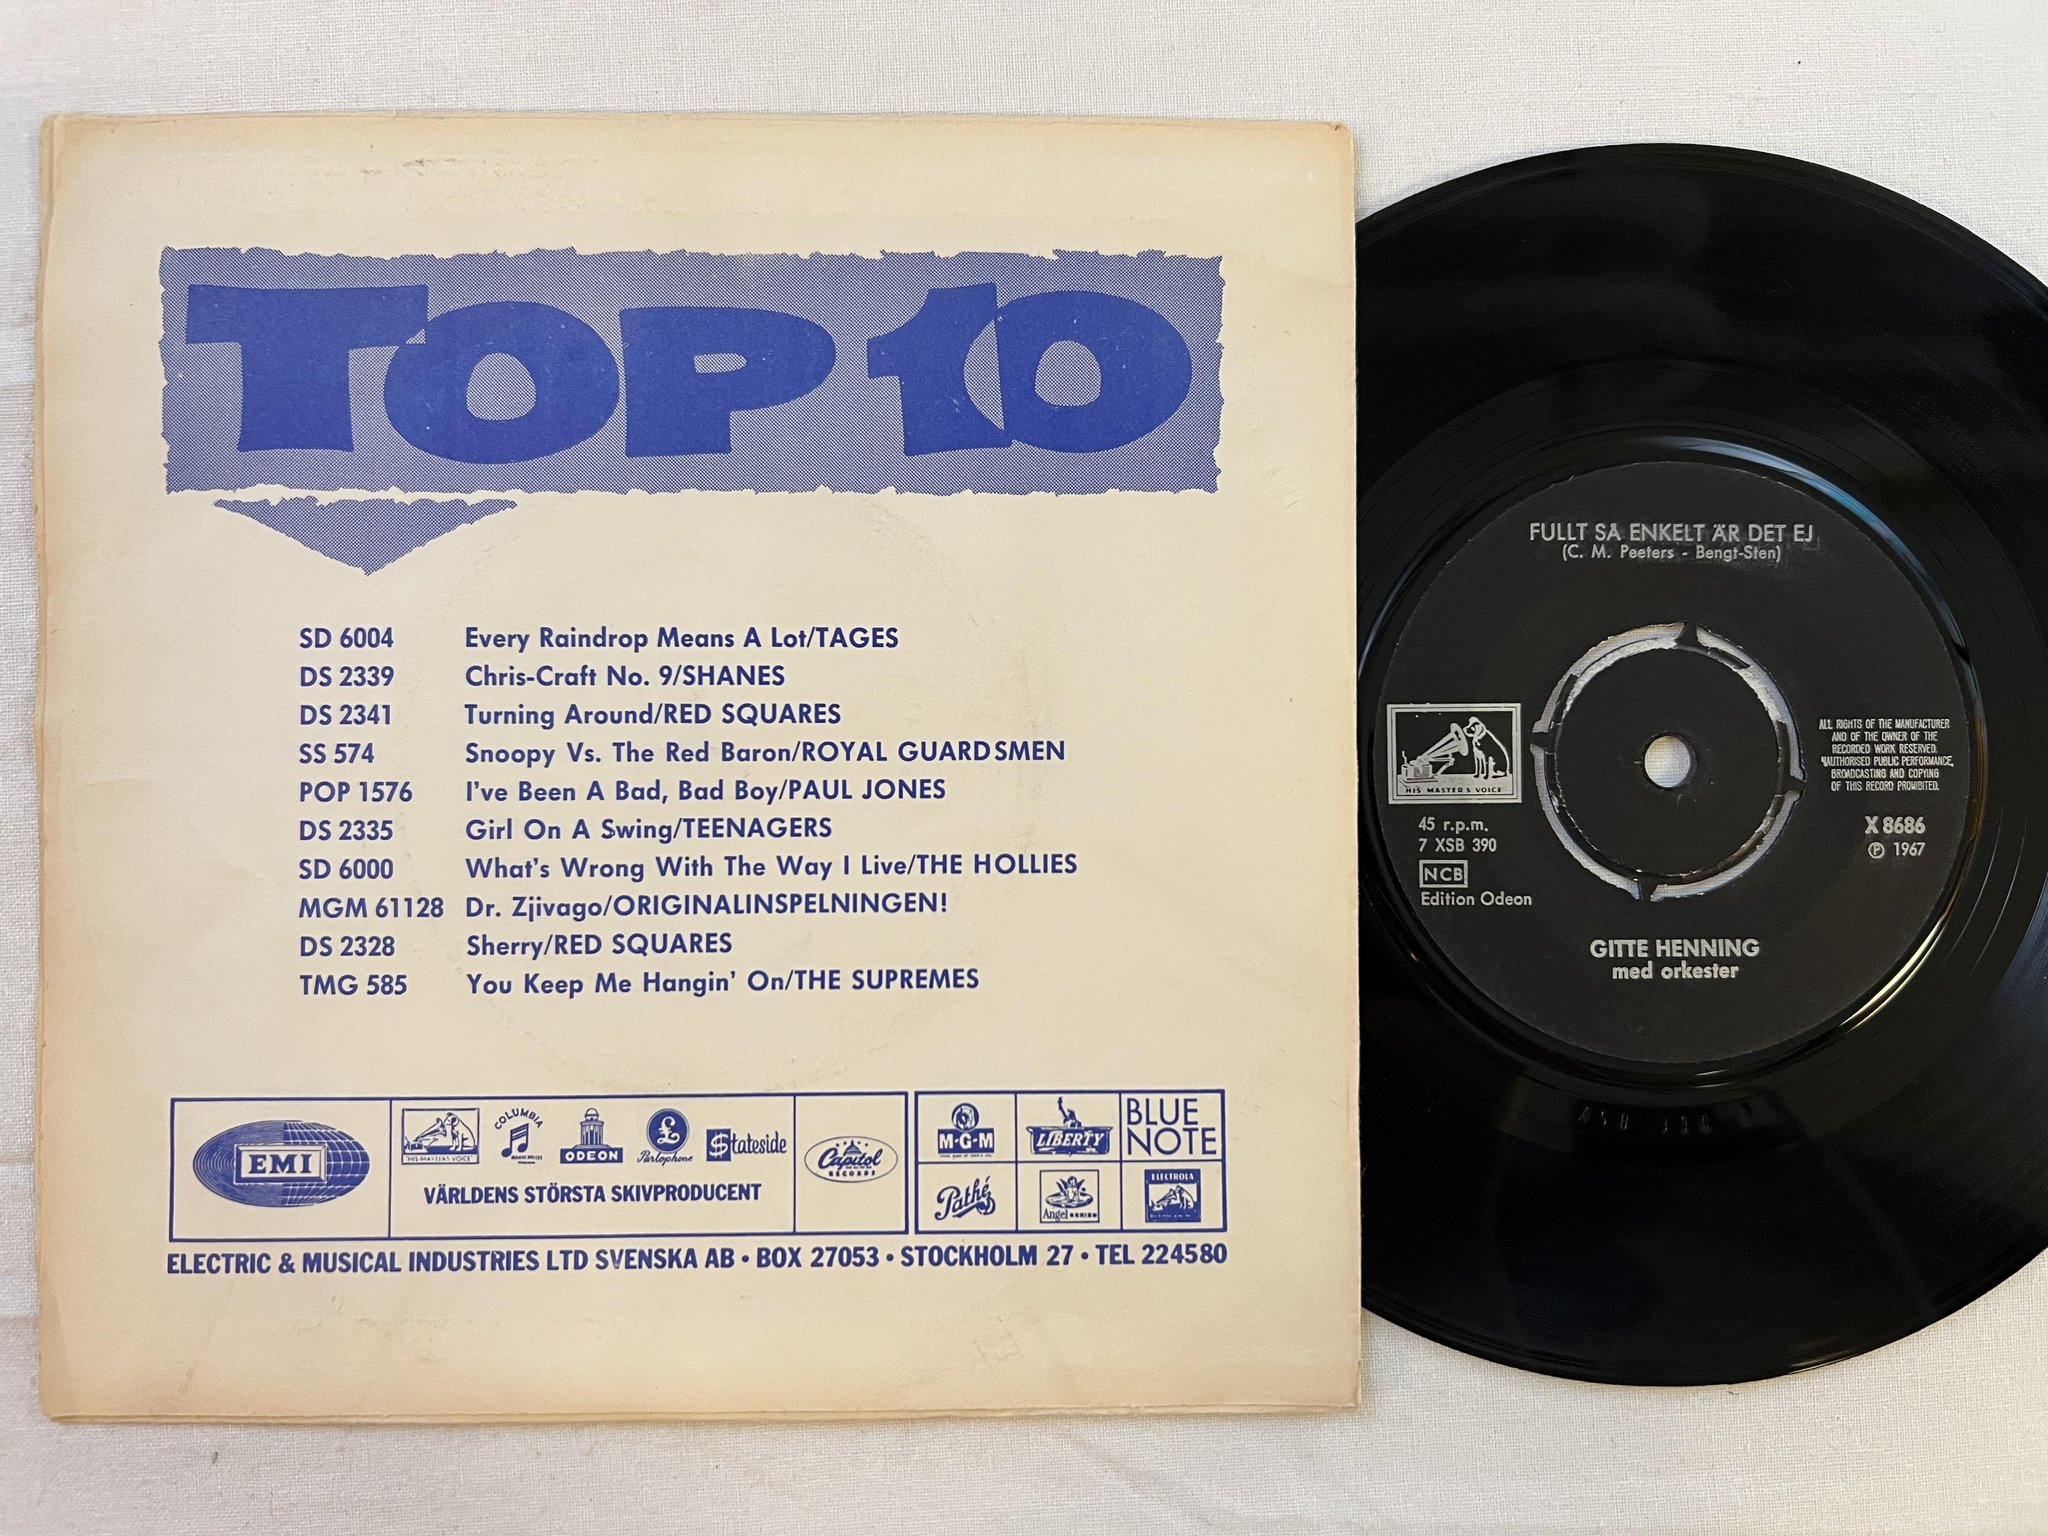 TOP 10
SD 6004 Every Raindrop Means A Lot/TAGES
DS 2339 Chris-Craft No. 9/SHANES
DS 2341 Turning Around/RED SQUARES
SS 574 Snoopy Vs. The Red Baron/ROYAL GUARDSMEN
POP 1576 I've Been A Bad, Bad Boy/PAUL JONES
DS 2335 Girl On A Swing/TEENAGERS
SD 6000 What's Wrong With The Way I Live/THE HOLLIES
MGM 61128 Dr. Zjivago/ORIGINALINSPELNINGEN!
DS 2328 Sherry/RED SQUARES
TMG 585 You Keep Me Hangin' On/THE SUPREMES
EMI
"HIS MASTER'S VOICE"
COLUMBIA
ODEON
£
Parlophone
$tateside
VÄRLDENS STÖRSTA SKIVPRODUCENT
Capitol
RECORDS
M-G-M
LIBERTY
BLUE
NOTE
Pathé
Angel SERIES
ELECTROLA
ELECTRIC & MUSICAL INDUSTRIES LTD SVENSKA AB • BOX 27053 • STOCKHOLM 27 • TEL 224580
FULLT SÅ ENKELT ÄR DET EJ
(C. M. Peeters - Bengt-Sten)
HIS MASTER'S VOICE
ALL RIGHTS OF THE MANUFACTURER
AND OF THE OWNER OF THE
RECORDED WORK RESERVED.
UNAUTHORISED PUBLIC PERFORMANCE,
BROADCASTING AND COPYING
OF THIS RECORD PROHIBITED.
45 r.p.m.
7 XSB 390
NCB
Edition Odeon
X 8686
℗ 1967
GITTE HENNING
med orkester